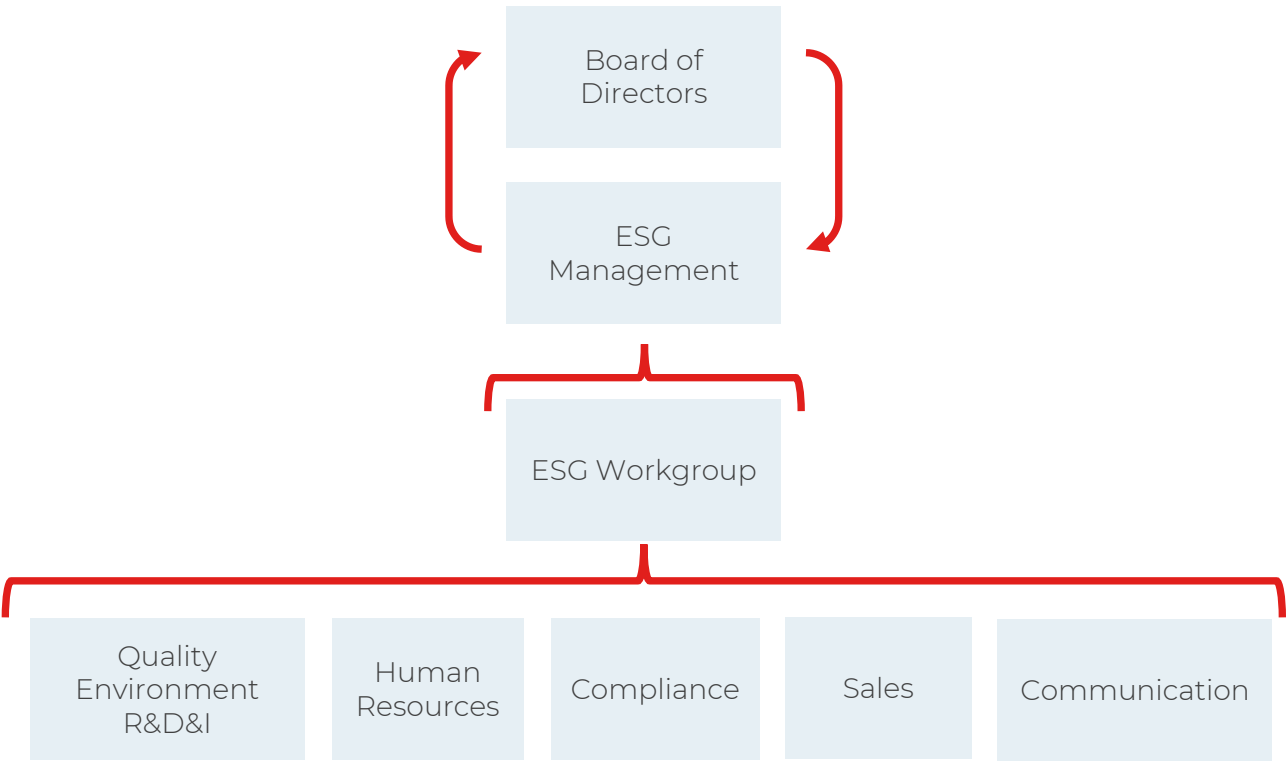 Board of
Directors
ESG
Management
ESG Workgroup
Quality
Environment
R&D&I
Human
Resources
Compliance
Sales
Communication